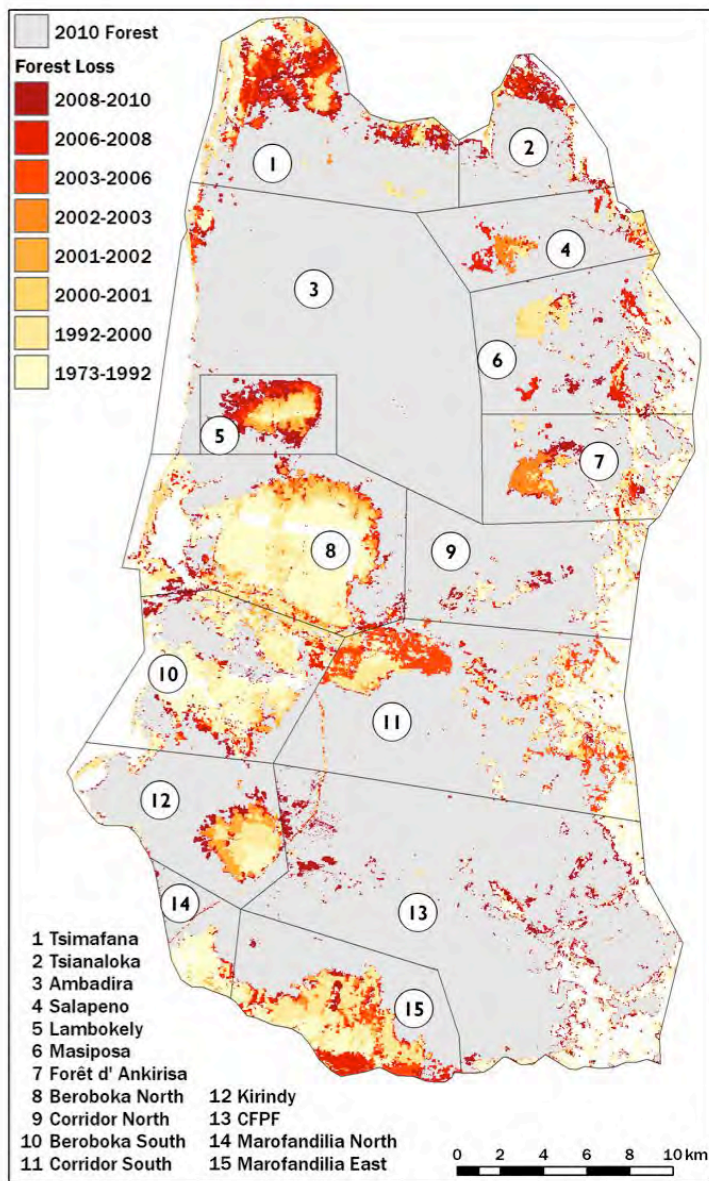 2010 Forest
Forest Loss
2008-2010
2006-2008
2003-2006
2002-2003
2001-2002
2000-2001
1992-2000
1973-1992
1
2
3
4
5
6
7
8
9
10
11
12
13
14
15
1 Tsimafana
2 Tsianaloka
3 Ambadira
4 Salapeno
5 Lambokely
6 Masiposa
7 Forêt d' Ankirisa
8 Beroboka North
9 Corridor North
10 Beroboka South
11 Corridor South
12 Kirindy
13 CFPF
14 Marofandilia North
15 Marofandilia East
0 2 4 6 8 10 km